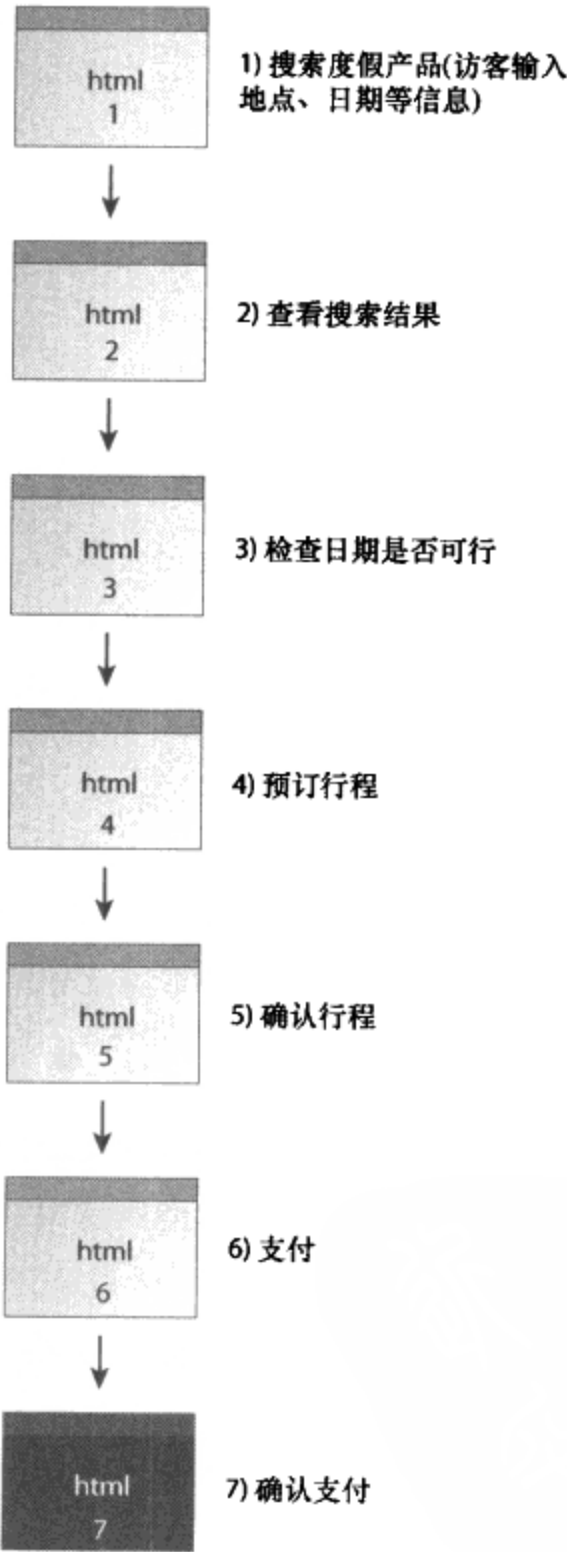 html
1
1) 搜索度假产品(访客输入
地点、日期等信息)
html
2
2) 查看搜索结果
html
3
3) 检查日期是否可行
html
4
4) 预订行程
html
5
5) 确认行程
html
6
6) 支付
html
7
7) 确认支付